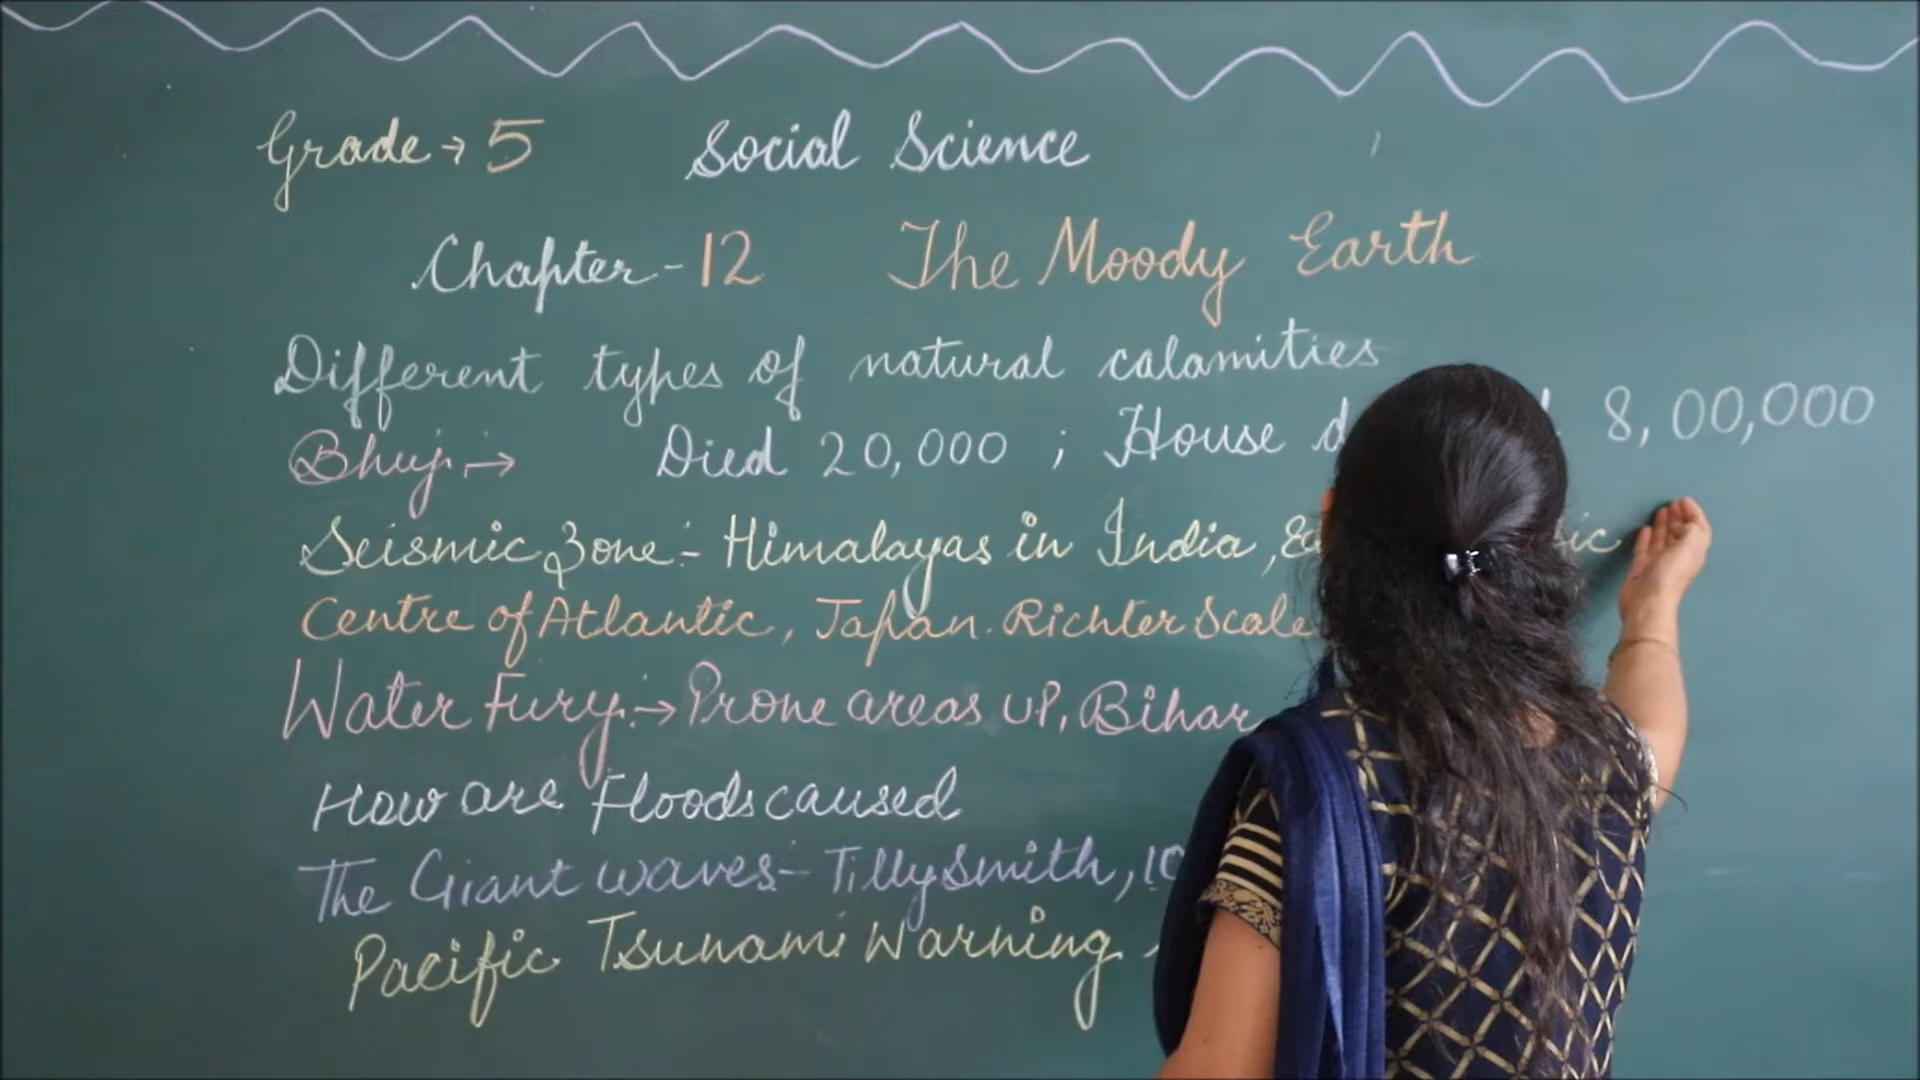 Grade → 5 Social Science
Chapter - 12 The Moody Earth
Different types of natural calamities
Bhuj :→ Died 20,000 ; House 8,00,000
Seismic Zone :- Himalayas in India,
Centre of Atlantic, Japan. Richter Scale
Water Fury :→ Prone areas UP, Bihar
How are Floods caused
The Giant waves :- Tilly Smith, 10
Pacific Tsunami Warning